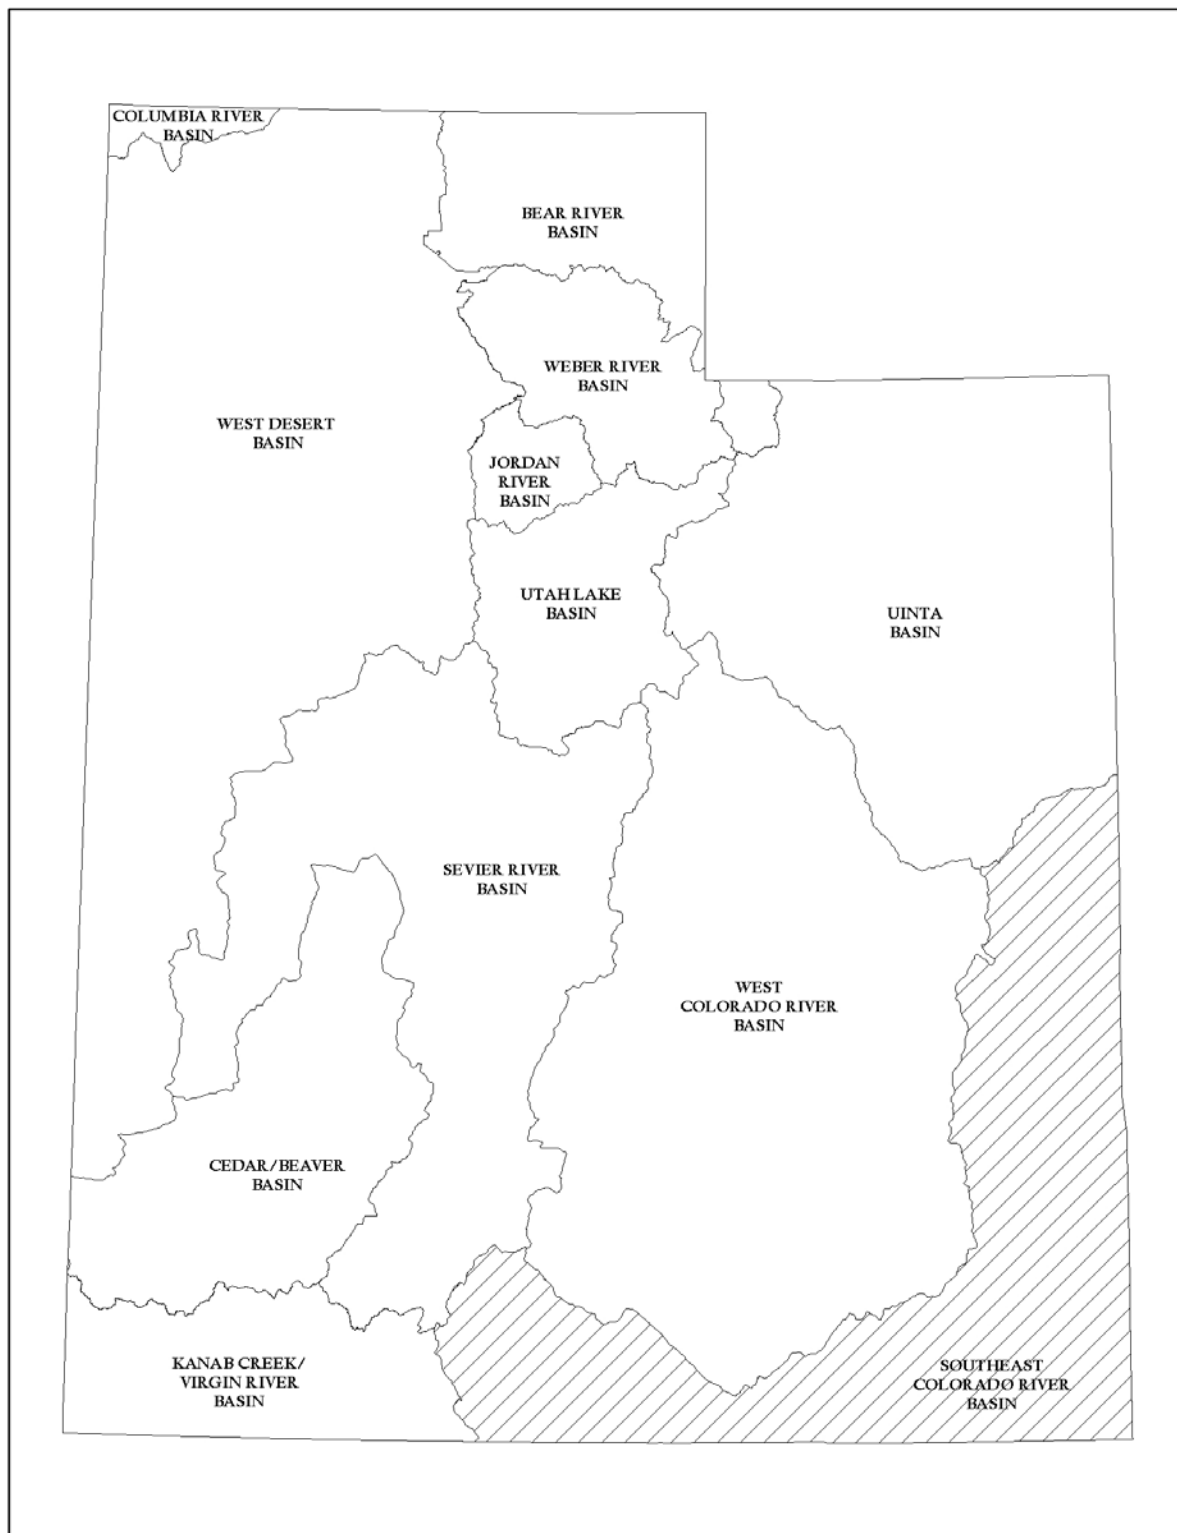 COLUMBIA RIVER
BASIN
BEAR RIVER
BASIN
WEBER RIVER
BASIN
WEST DESERT
BASIN
JORDAN
RIVER
BASIN
UTAH LAKE
BASIN
UINTA
BASIN
SEVIER RIVER
BASIN
WEST
COLORADO RIVER
BASIN
CEDAR/BEAVER
BASIN
KANAB CREEK/
VIRGIN RIVER
BASIN
SOUTHEAST
COLORADO RIVER
BASIN